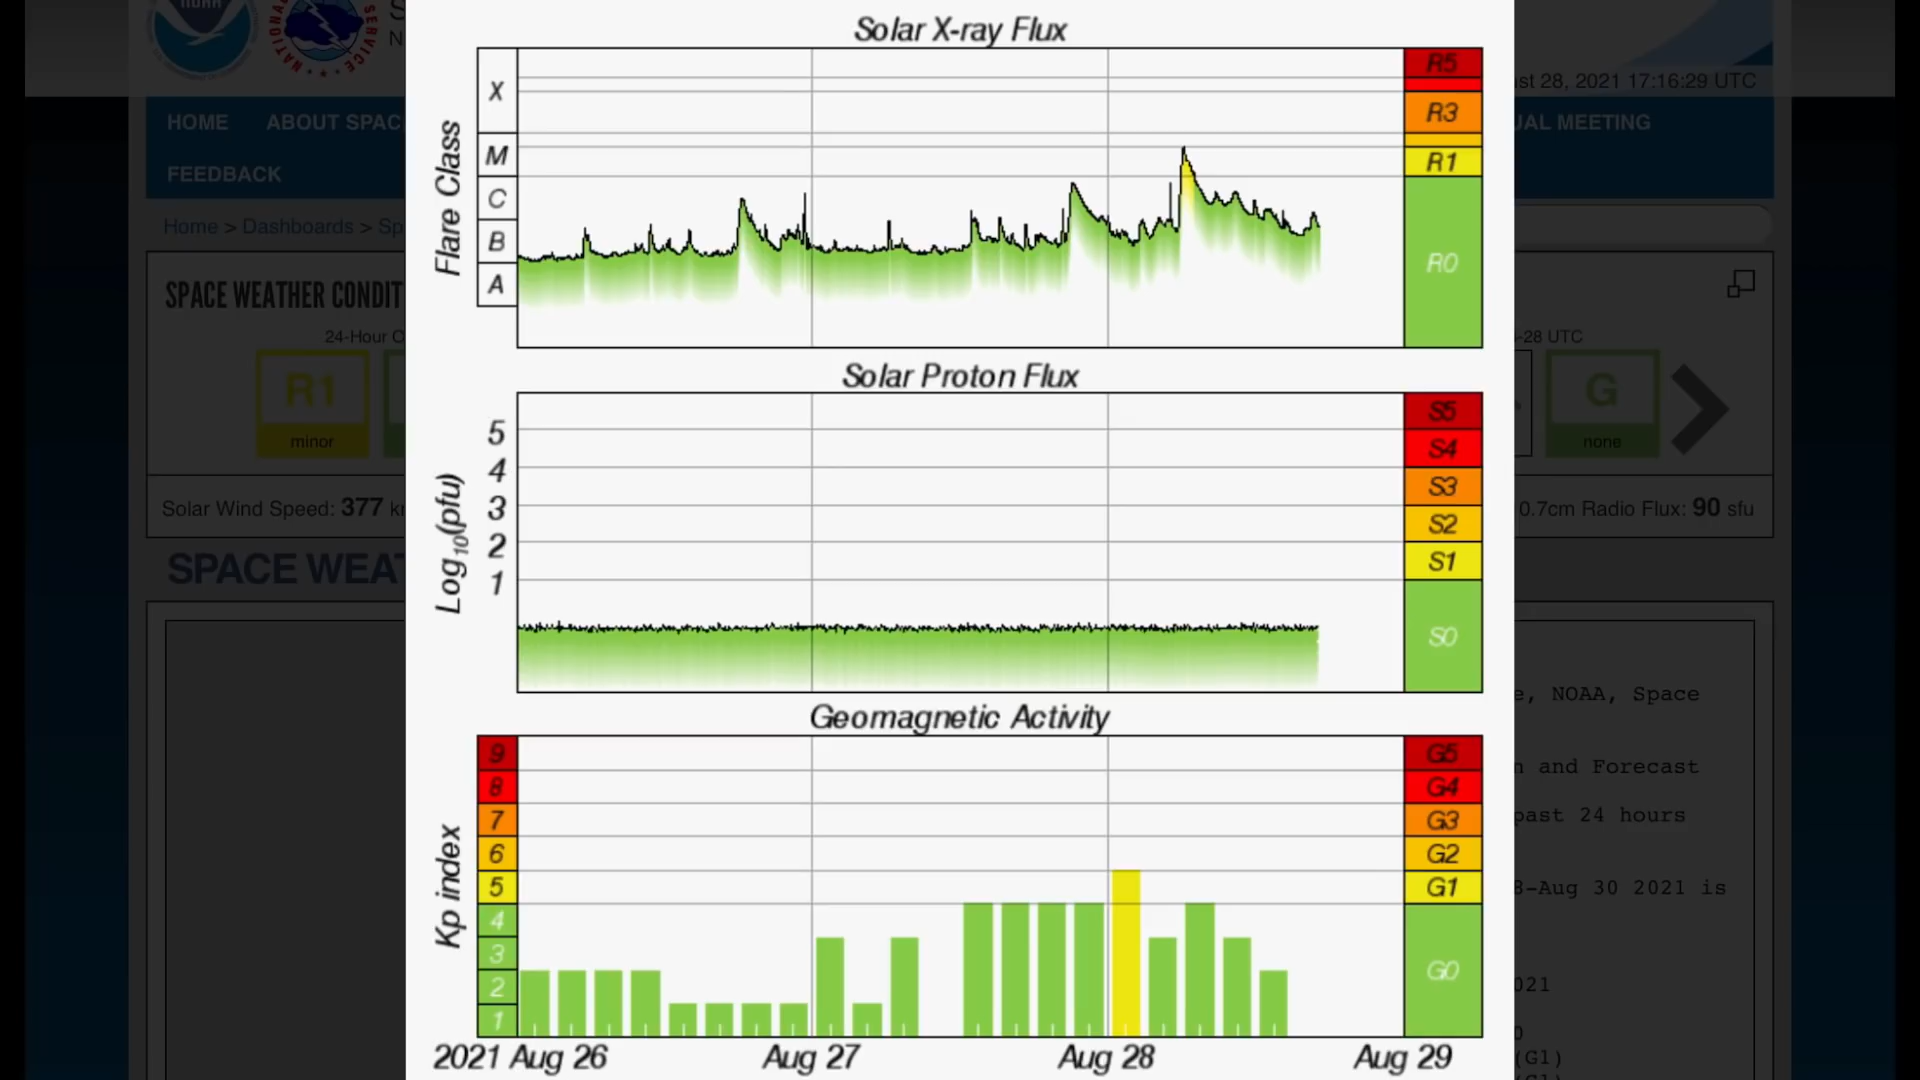 NOAA
NATIONAL
SERVICE
Solar X-ray Flux
st 28, 2021 17:16:29 UTC
HOME ABOUT SPAC
UAL MEETING
FEEDBACK
Home > Dashboards > Sp
Flare Class
X
M
C
B
A
R5
R3
R1
R0
SPACE WEATHER CONDIT
24-Hour C
-28 UTC
R1
minor
G
none
Solar Proton Flux
Log10(pfu)
5
4
3
2
1
S5
S4
S3
S2
S1
S0
Solar Wind Speed: 377 k
0.7cm Radio Flux: 90 sfu
SPACE WEAT
e, NOAA, Space
n and Forecast
past 24 hours
8-Aug 30 2021 is
021
0
(G1)
Geomagnetic Activity
Kp index
9
8
7
6
5
4
3
2
1
G5
G4
G3
G2
G1
G0
2021 Aug 26 Aug 27 Aug 28 Aug 29